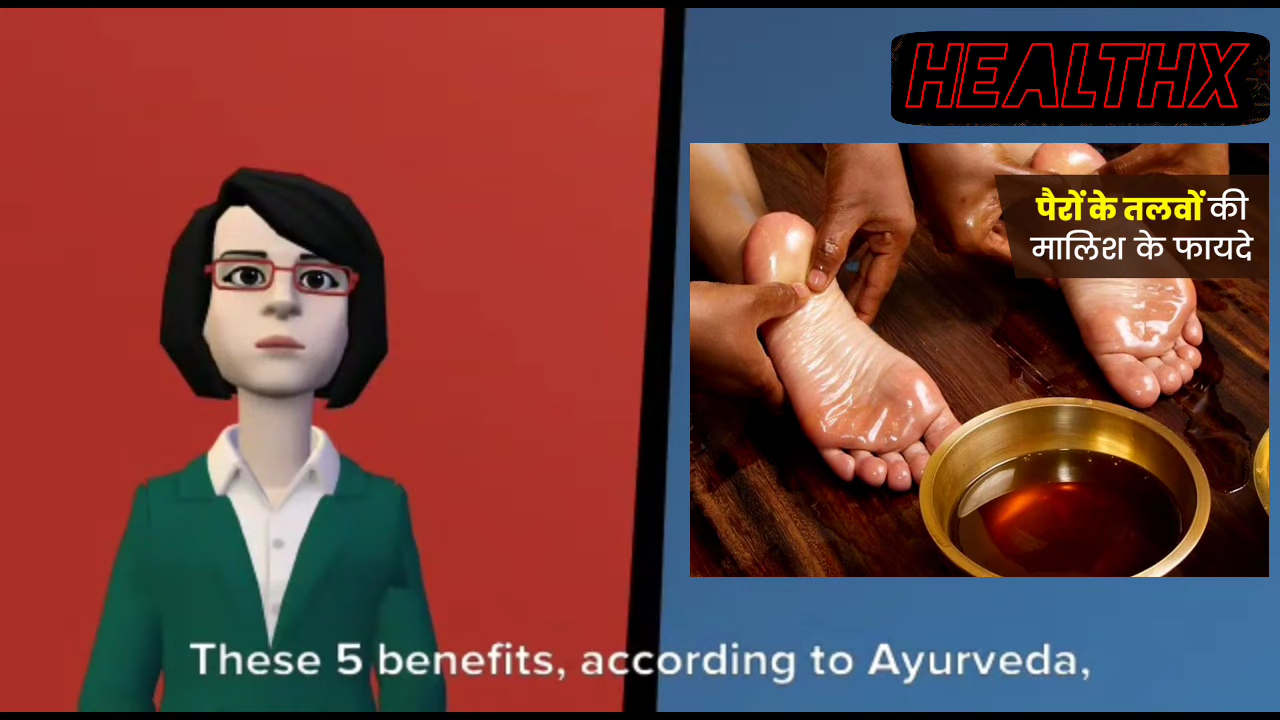 HEALTHX
पैरों के तलवों की
मालिश के फायदे
These 5 benefits, according to Ayurveda,